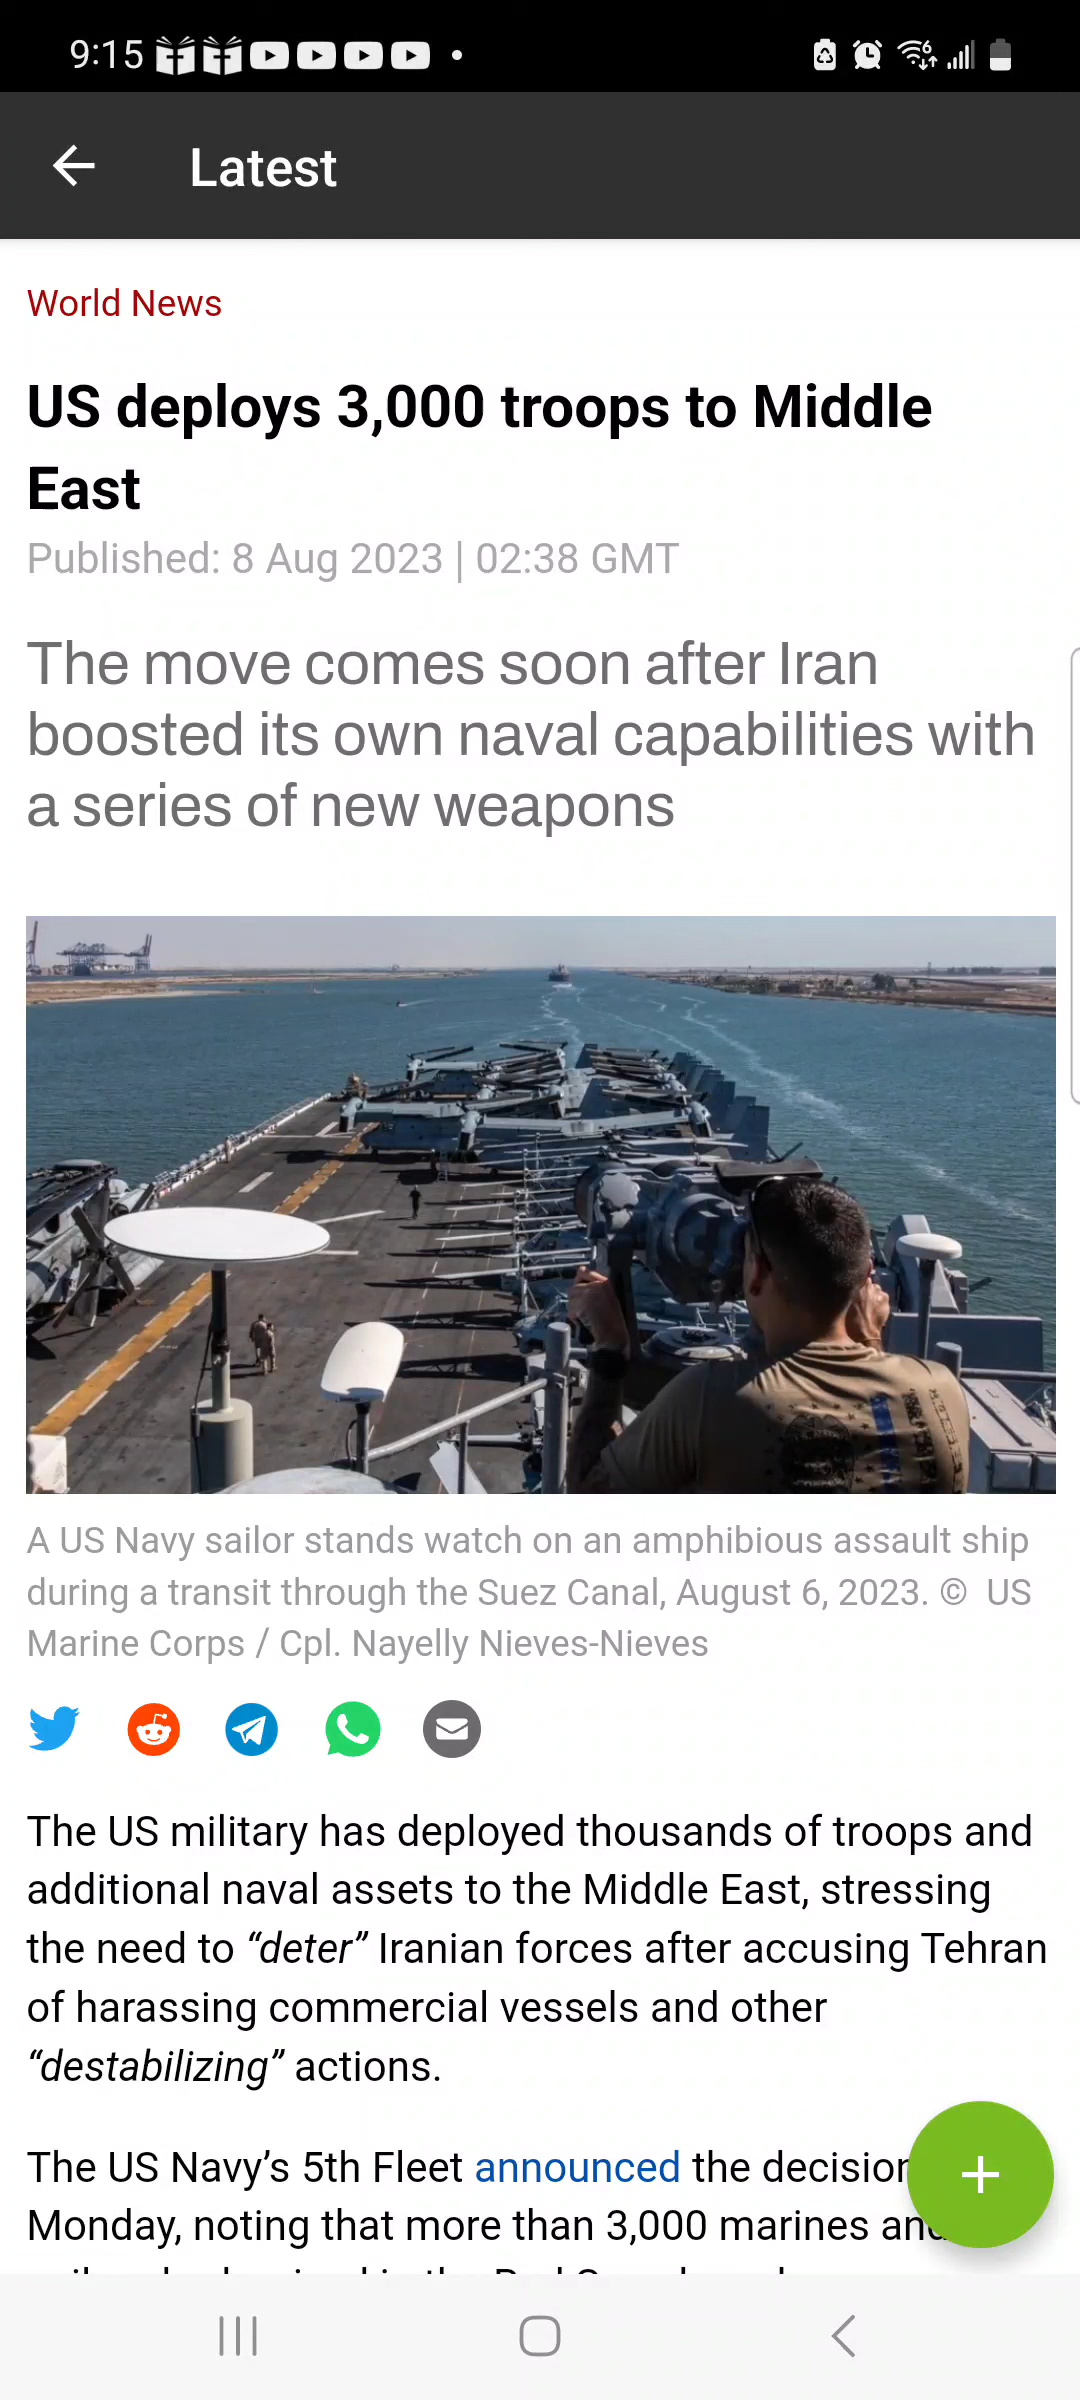 9:15
Latest
World News
US deploys 3,000 troops to Middle
East
Published: 8 Aug 2023 | 02:38 GMT
The move comes soon after Iran
boosted its own naval capabilities with
a series of new weapons
A US Navy sailor stands watch on an amphibious assault ship
during a transit through the Suez Canal, August 6, 2023. © US
Marine Corps / Cpl. Nayelly Nieves-Nieves
The US military has deployed thousands of troops and
additional naval assets to the Middle East, stressing
the need to “deter” Iranian forces after accusing Tehran
of harassing commercial vessels and other
“destabilizing” actions.
The US Navy’s 5th Fleet announced the decision
Monday, noting that more than 3,000 marines and